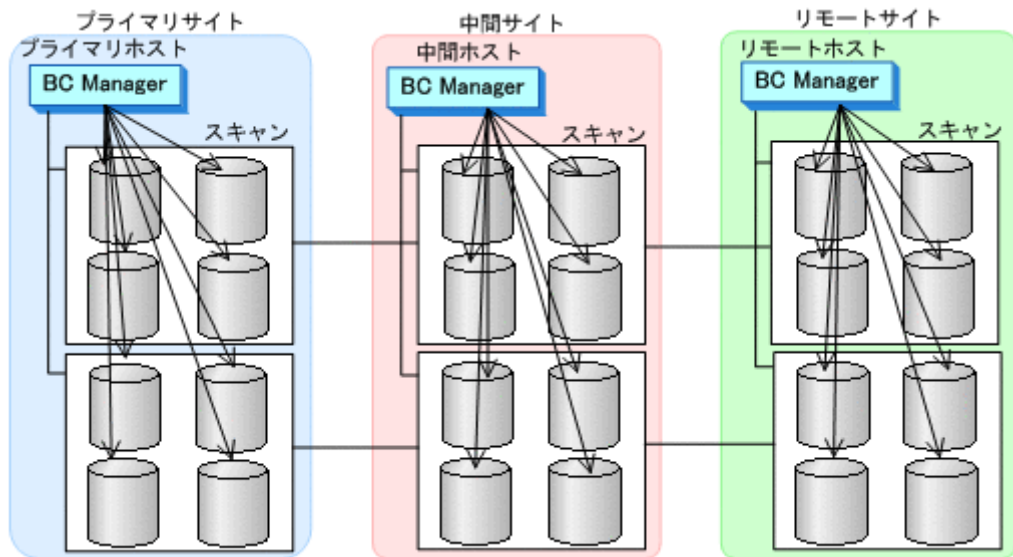 プライマリサイト
プライマリホスト
BC Manager
スキャン
中間サイト
中間ホスト
BC Manager
スキャン
リモートサイト
リモートホスト
BC Manager
スキャン